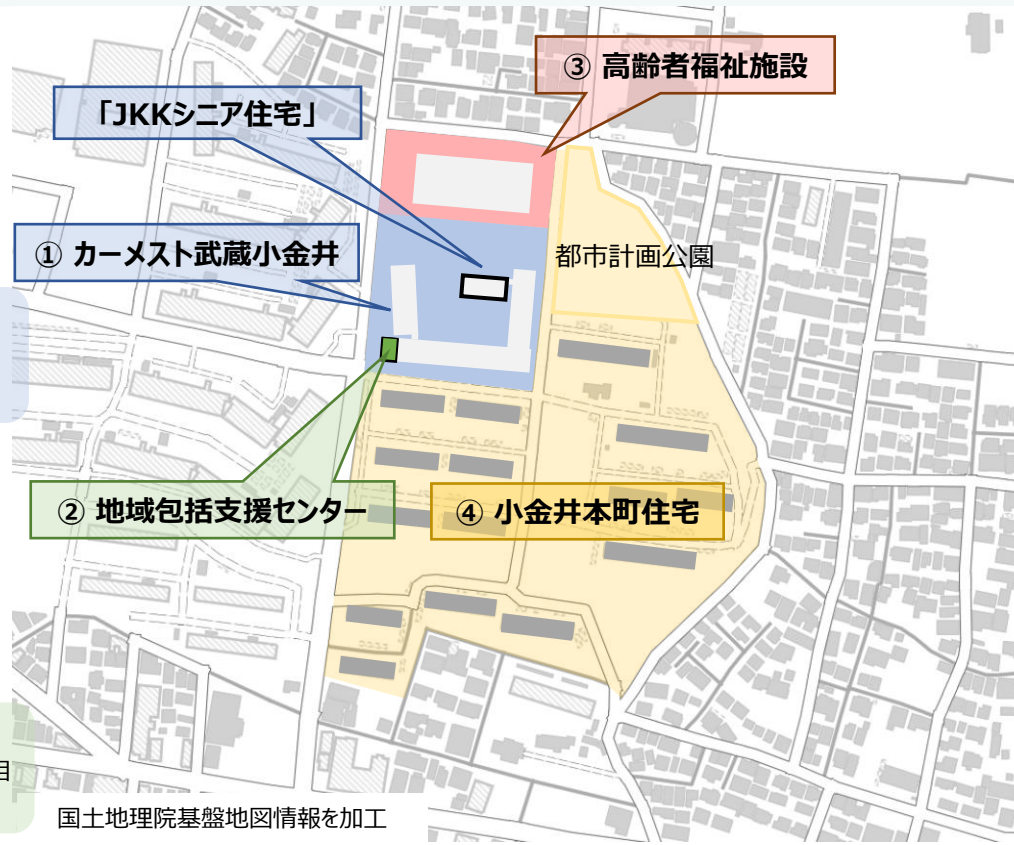 ③ 高齢者福祉施設
「JKKシニア住宅」
① カーメスト武蔵小金井
都市計画公園
② 地域包括支援センター
④ 小金井本町住宅
目
国土地理院基盤地図情報を加工